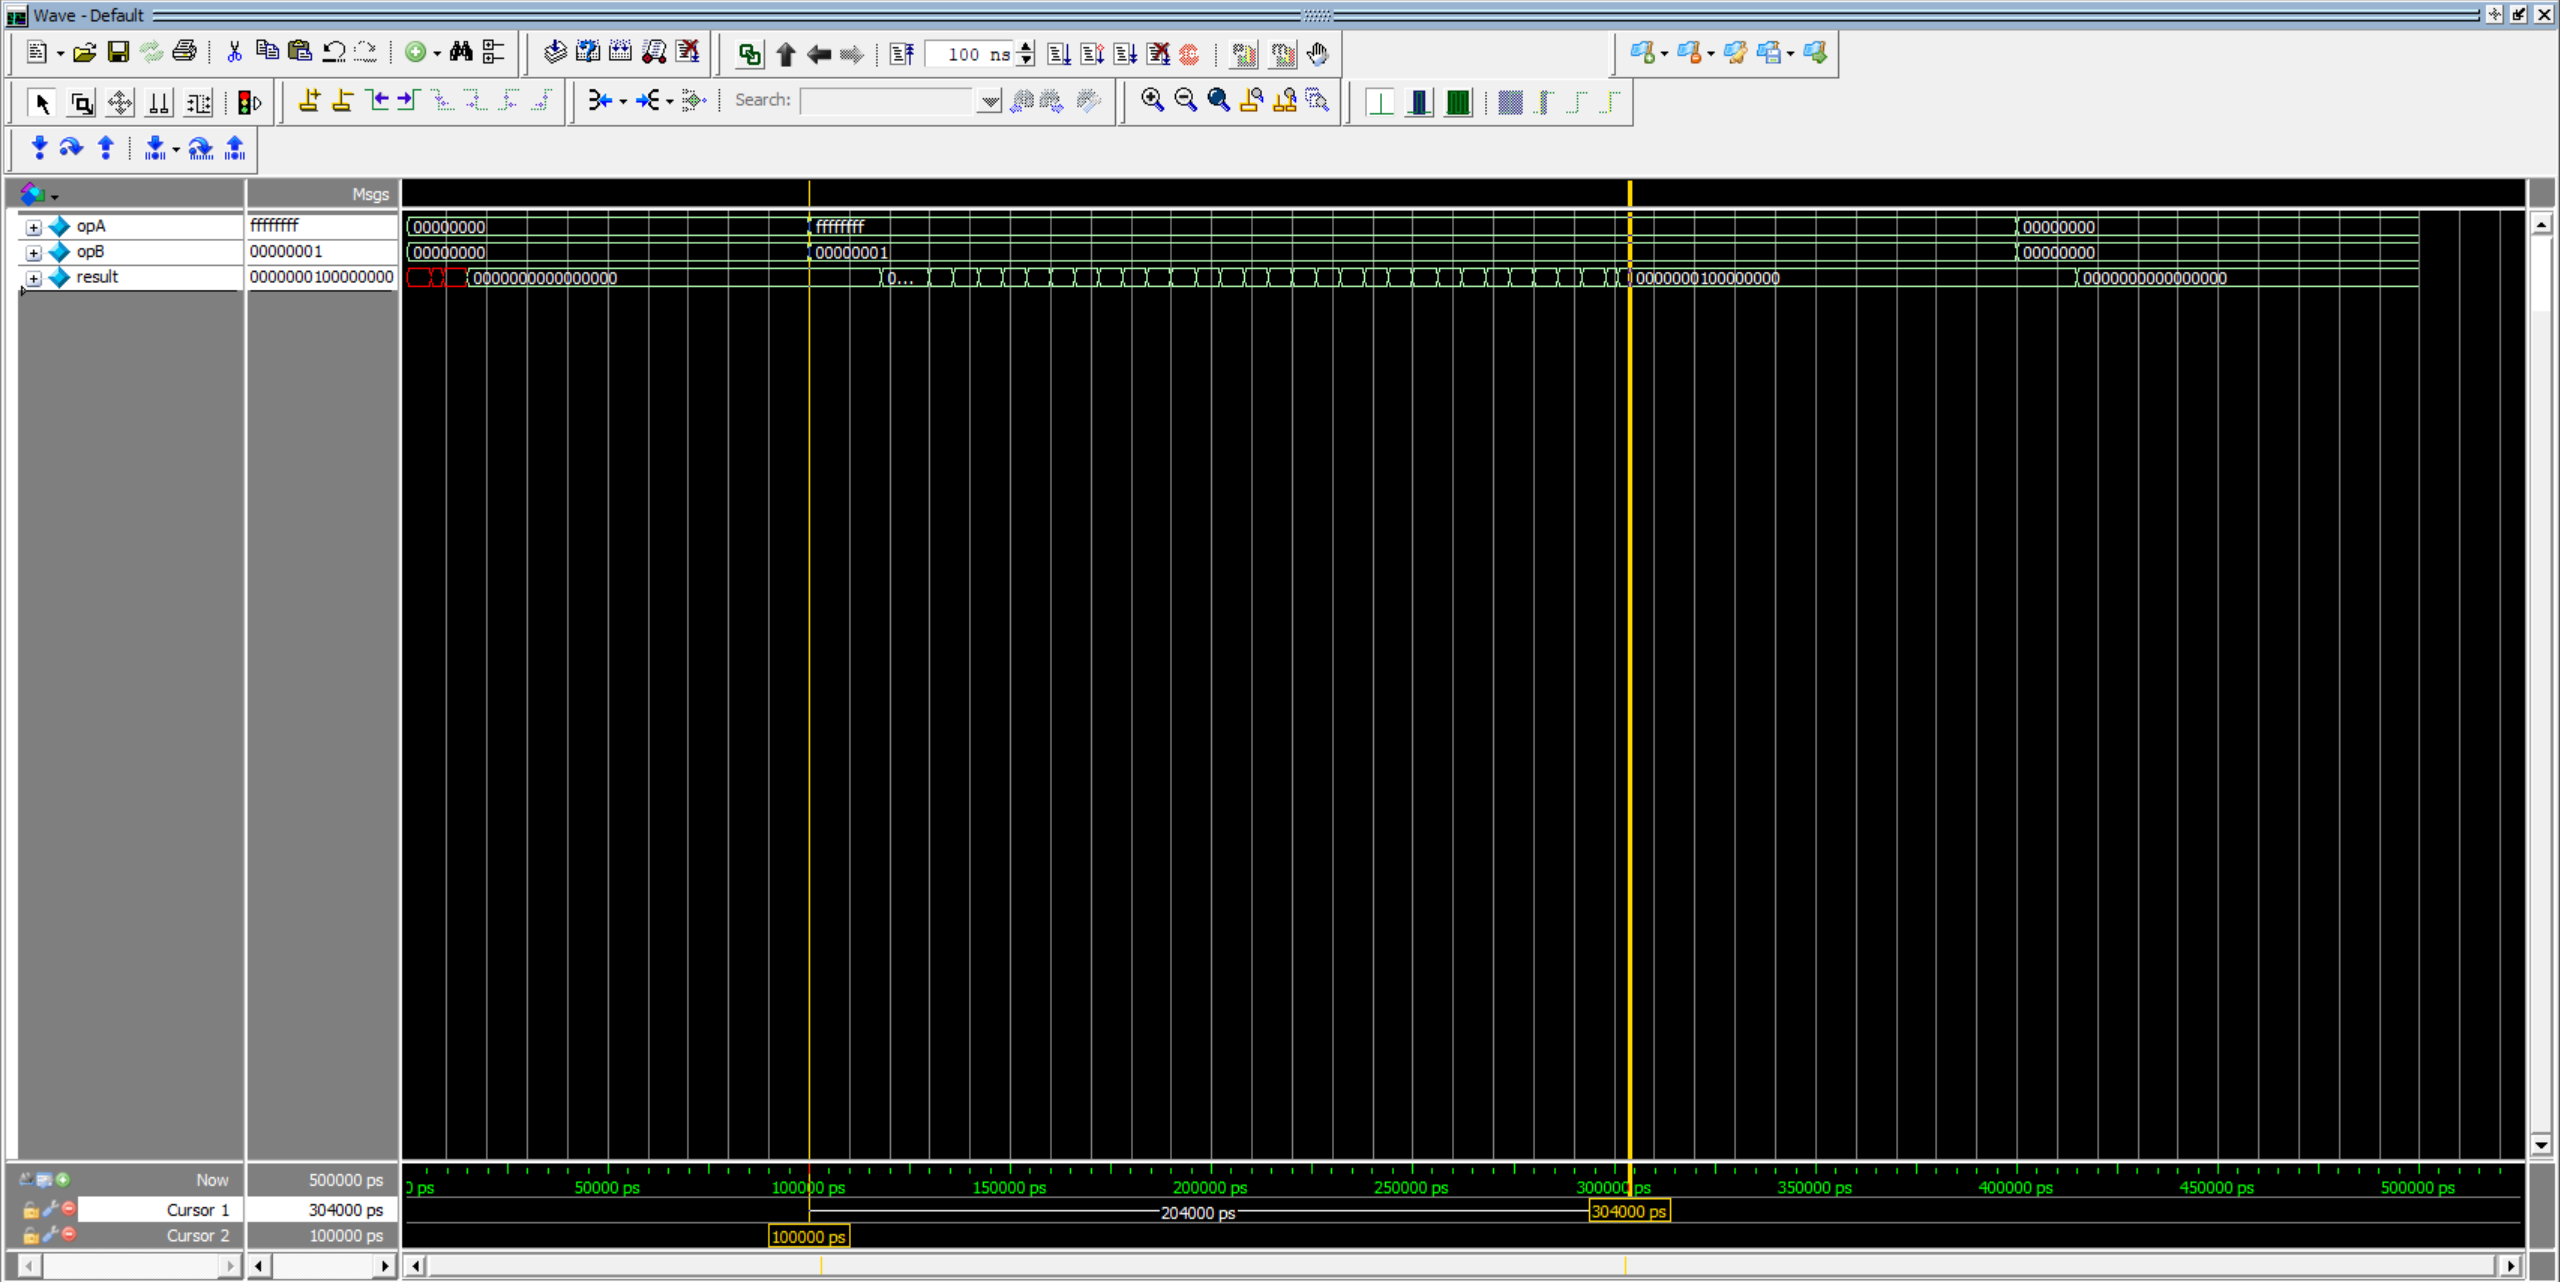 Wave - Default
100 ns
Search:
Msgs
opA ffffffff 00000000 ffffffff 00000000
opB 00000001 00000000 00000001 00000000
result 0000000100000000 0000000000000000 0... 0000000100000000 0000000000000000
Now 500000 ps 0 ps 50000 ps 100000 ps 150000 ps 200000 ps 250000 ps 300000 ps 350000 ps 400000 ps 450000 ps 500000 ps
Cursor 1 304000 ps 204000 ps 304000 ps
Cursor 2 100000 ps 100000 ps